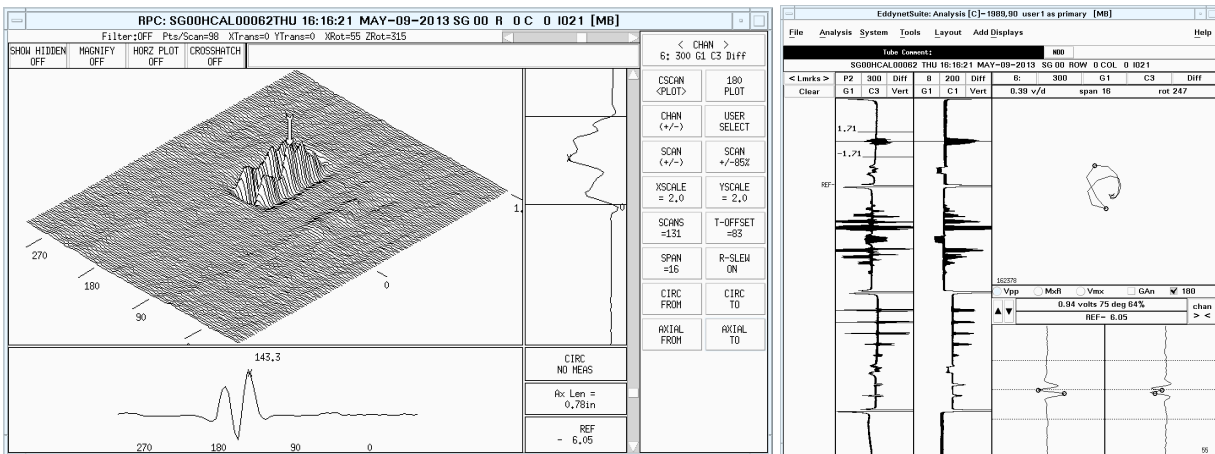 RPC: SG00HCAL00062THU 16:16:21 MAY-09-2013 SG 00 R 0 C 0 I021 [MB]
Filter:OFF Pts/Scan=98 XTrans=0 YTrans=0 XRot=55 ZRot=315
SHOW HIDDEN OFF
MAGNIFY OFF
HORZ PLOT OFF
CROSSHATCH OFF
< CHAN >
6: 300 G1 C3 Diff
CSCAN <PLOT>
180 PLOT
CHAN (+/-)
USER SELECT
SCAN (+/-)
SCAN +/-85%
XSCALE = 2.0
YSCALE = 2.0
SCANS =131
T-OFFSET =83
SPAN =16
R-SLEW ON
CIRC FROM
CIRC TO
AXIAL FROM
AXIAL TO
270
180
90
0
1.
0
143.3
270
180
90
0
CIRC NO MEAS
Ax Len = 0.78in
REF - 6.05
EddynetSuite: Analysis [C]-1989,90 user1 as primary [MB]
File Analysis System Tools Layout Add Displays Help
Tube Comment: NDD
SG00HCAL00062 THU 16:16:21 MAY-09-2013 SG 00 ROW 0 COL 0 I021
< Lmrks > P2 300 Diff 8 200 Diff 6: 300 G1 C3 Diff
Clear G1 C3 Vert G1 C1 Vert 0.39 v/d span 16 rot 247
1.71
-1.71
REF-
162378
Vpp MxR Vmx GAn 180
0.94 volts 75 deg 64% chan
REF- 6.05 > <
55